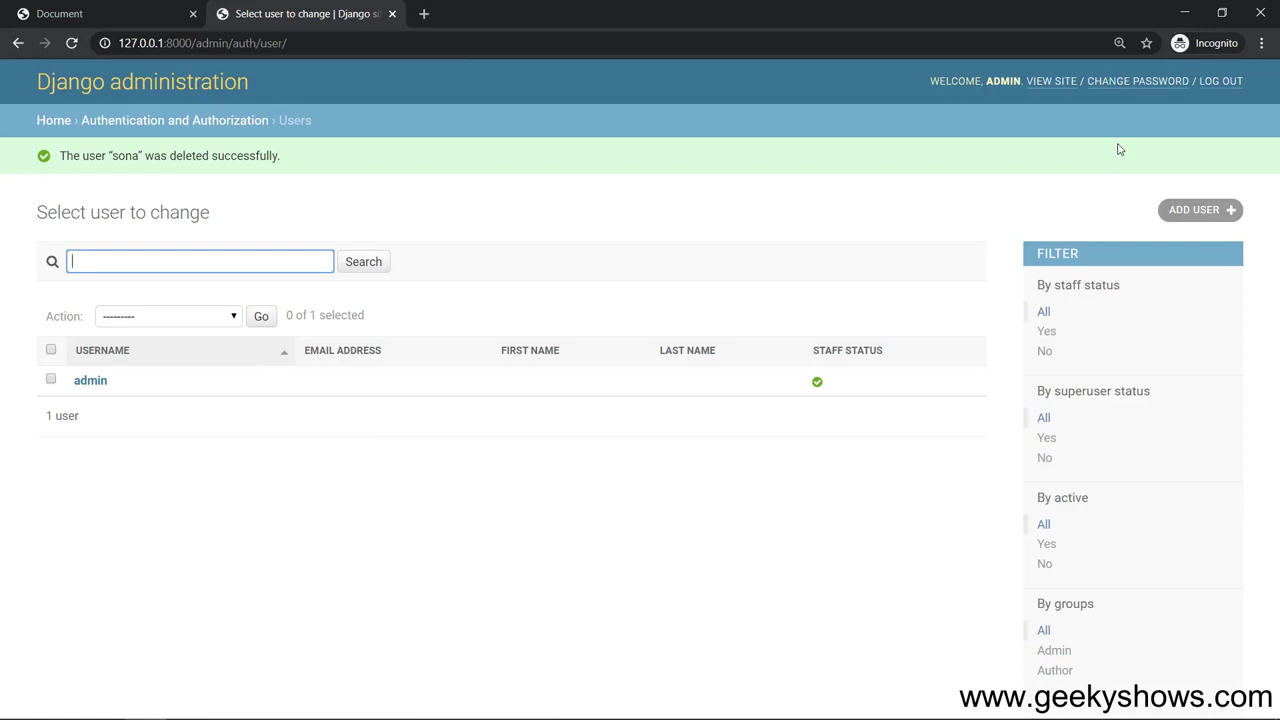 Document
Select user to change | Django si
127.0.0.1:8000/admin/auth/user/
Incognito
Django administration
WELCOME, ADMIN. VIEW SITE / CHANGE PASSWORD / LOG OUT
Home › Authentication and Authorization › Users
The user “sona” was deleted successfully.
Select user to change
ADD USER
Search
FILTER
By staff status
All
Yes
No
Action: --------- Go 0 of 1 selected
USERNAME EMAIL ADDRESS FIRST NAME LAST NAME STAFF STATUS
admin
1 user
By superuser status
All
Yes
No
By active
All
Yes
No
By groups
All
Admin
Author
www.geekyshows.com